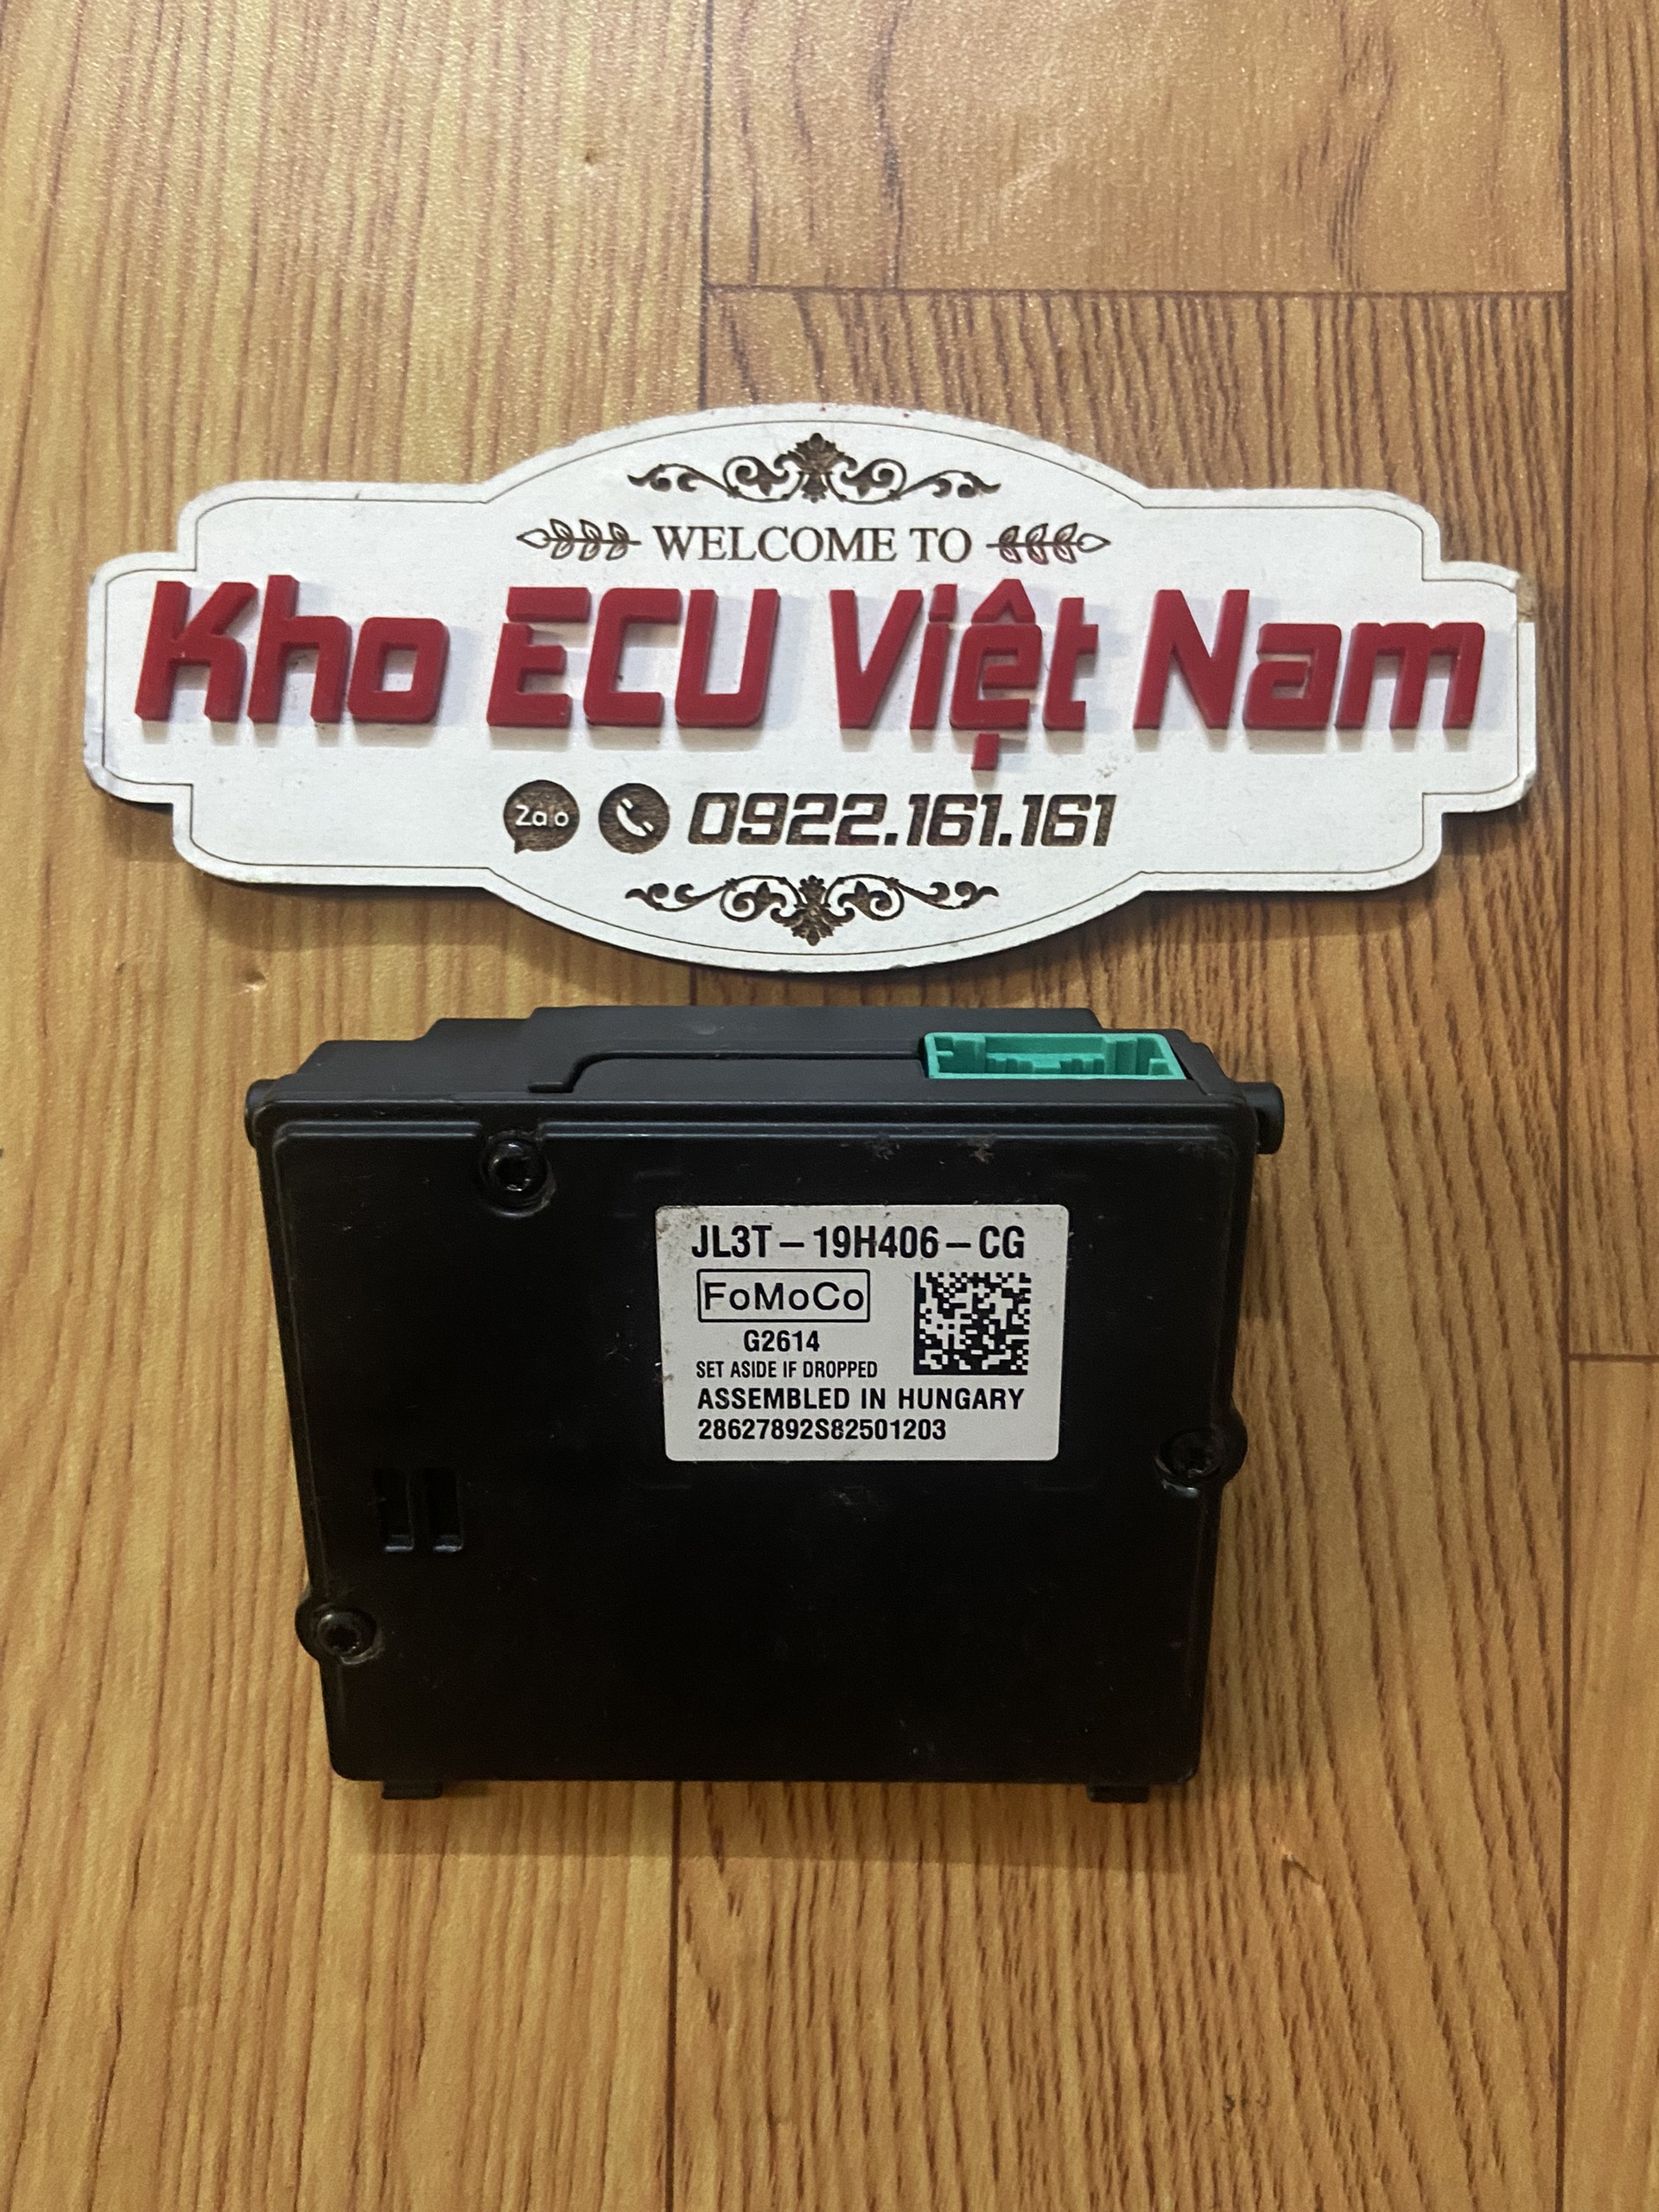 WELCOME TO
Kho ECU Việt Nam
Zalo 0922.161.161
JL3T – 19H406 – CG
FoMoCo
G2614
SET ASIDE IF DROPPED
ASSEMBLED IN HUNGARY
28627892S82501203